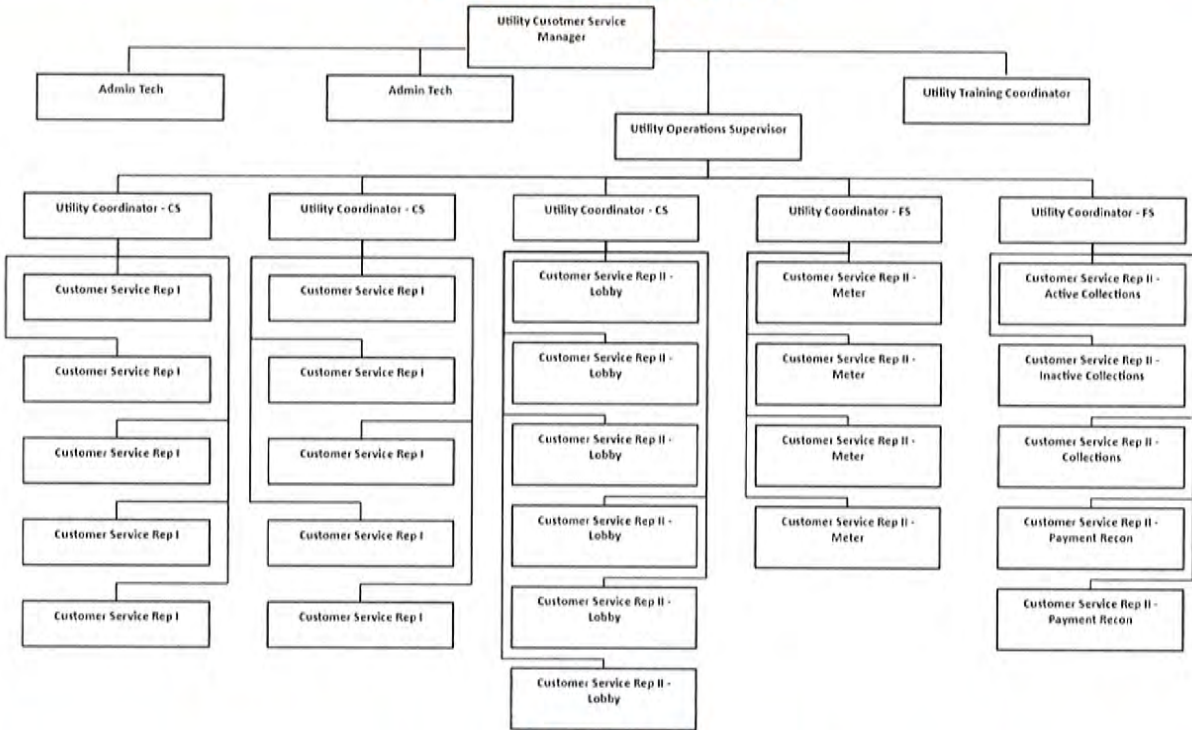 Utility Cusotmer Service
Manager
Admin Tech
Admin Tech
Utility Training Coordinator
Utility Operations Supervisor
Utility Coordinator - CS
Utility Coordinator - CS
Utility Coordinator - CS
Utility Coordinator - FS
Utility Coordinator - FS
Customer Service Rep I
Customer Service Rep I
Customer Service Rep I
Customer Service Rep I
Customer Service Rep I
Customer Service Rep I
Customer Service Rep I
Customer Service Rep I
Customer Service Rep I
Customer Service Rep I
Customer Service Rep II -
Lobby
Customer Service Rep II -
Lobby
Customer Service Rep II -
Lobby
Customer Service Rep II -
Lobby
Customer Service Rep II -
Lobby
Customer Service Rep II -
Lobby
Customer Service Rep II -
Meter
Customer Service Rep II -
Meter
Customer Service Rep II -
Meter
Customer Service Rep II -
Meter
Customer Service Rep II -
Active Collections
Customer Service Rep II -
Inactive Collections
Customer Service Rep II -
Collections
Customer Service Rep II -
Payment Recon
Customer Service Rep II -
Payment Recon